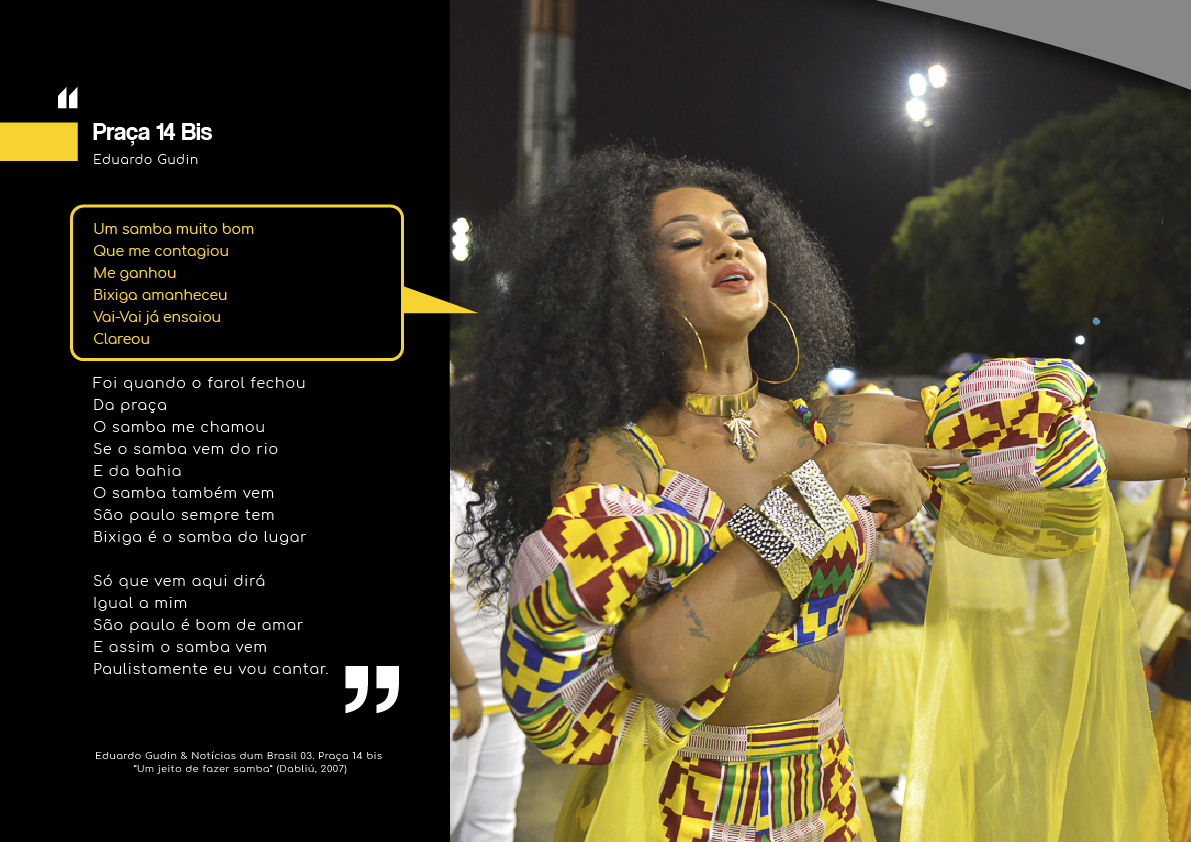 “
Praça 14 Bis
Eduardo Gudin
Um samba muito bom
Que me contagiou
Me ganhou
Bixiga amanheceu
Vai-Vai já ensaiou
Clareou
Foi quando o farol fechou
Da praça
O samba me chamou
Se o samba vem do rio
E da bahia
O samba também vem
São paulo sempre tem
Bixiga é o samba do lugar
Só que vem aqui dirá
Igual a mim
São paulo é bom de amar
E assim o samba vem
Paulistamente eu vou cantar.
”
Eduardo Gudin & Notícias dum Brasil 03. Praça 14 bis
“Um jeito de fazer samba” (Dabliú, 2007)